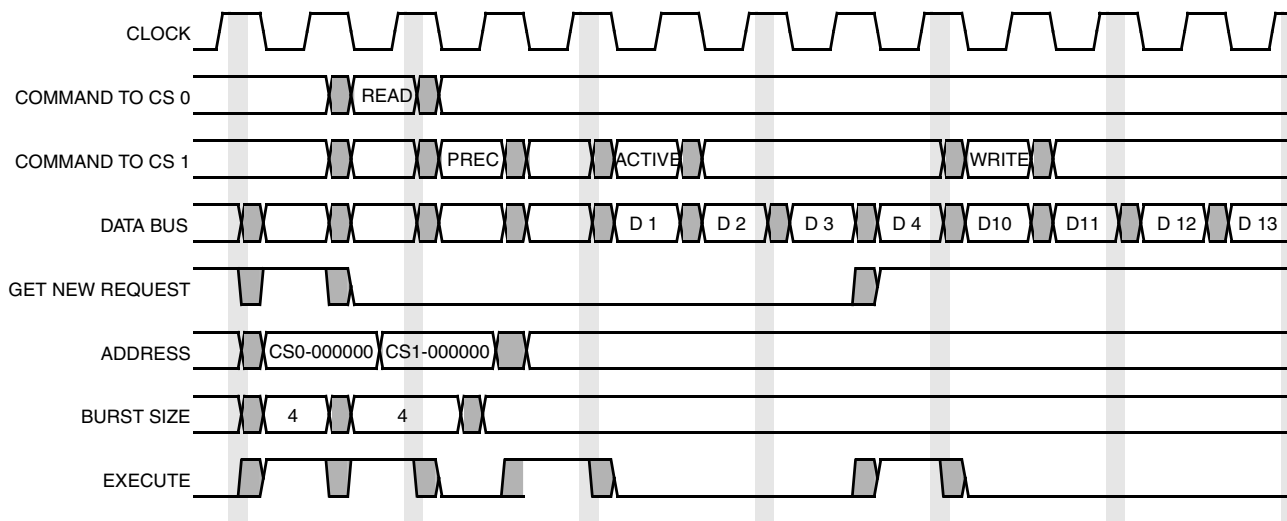 CLOCK
COMMAND TO CS 0 READ
COMMAND TO CS 1 PREC ACTIVE WRITE
DATA BUS D 1 D 2 D 3 D 4 D10 D11 D 12 D 13
GET NEW REQUEST
ADDRESS CS0-000000 CS1-000000
BURST SIZE 4 4
EXECUTE